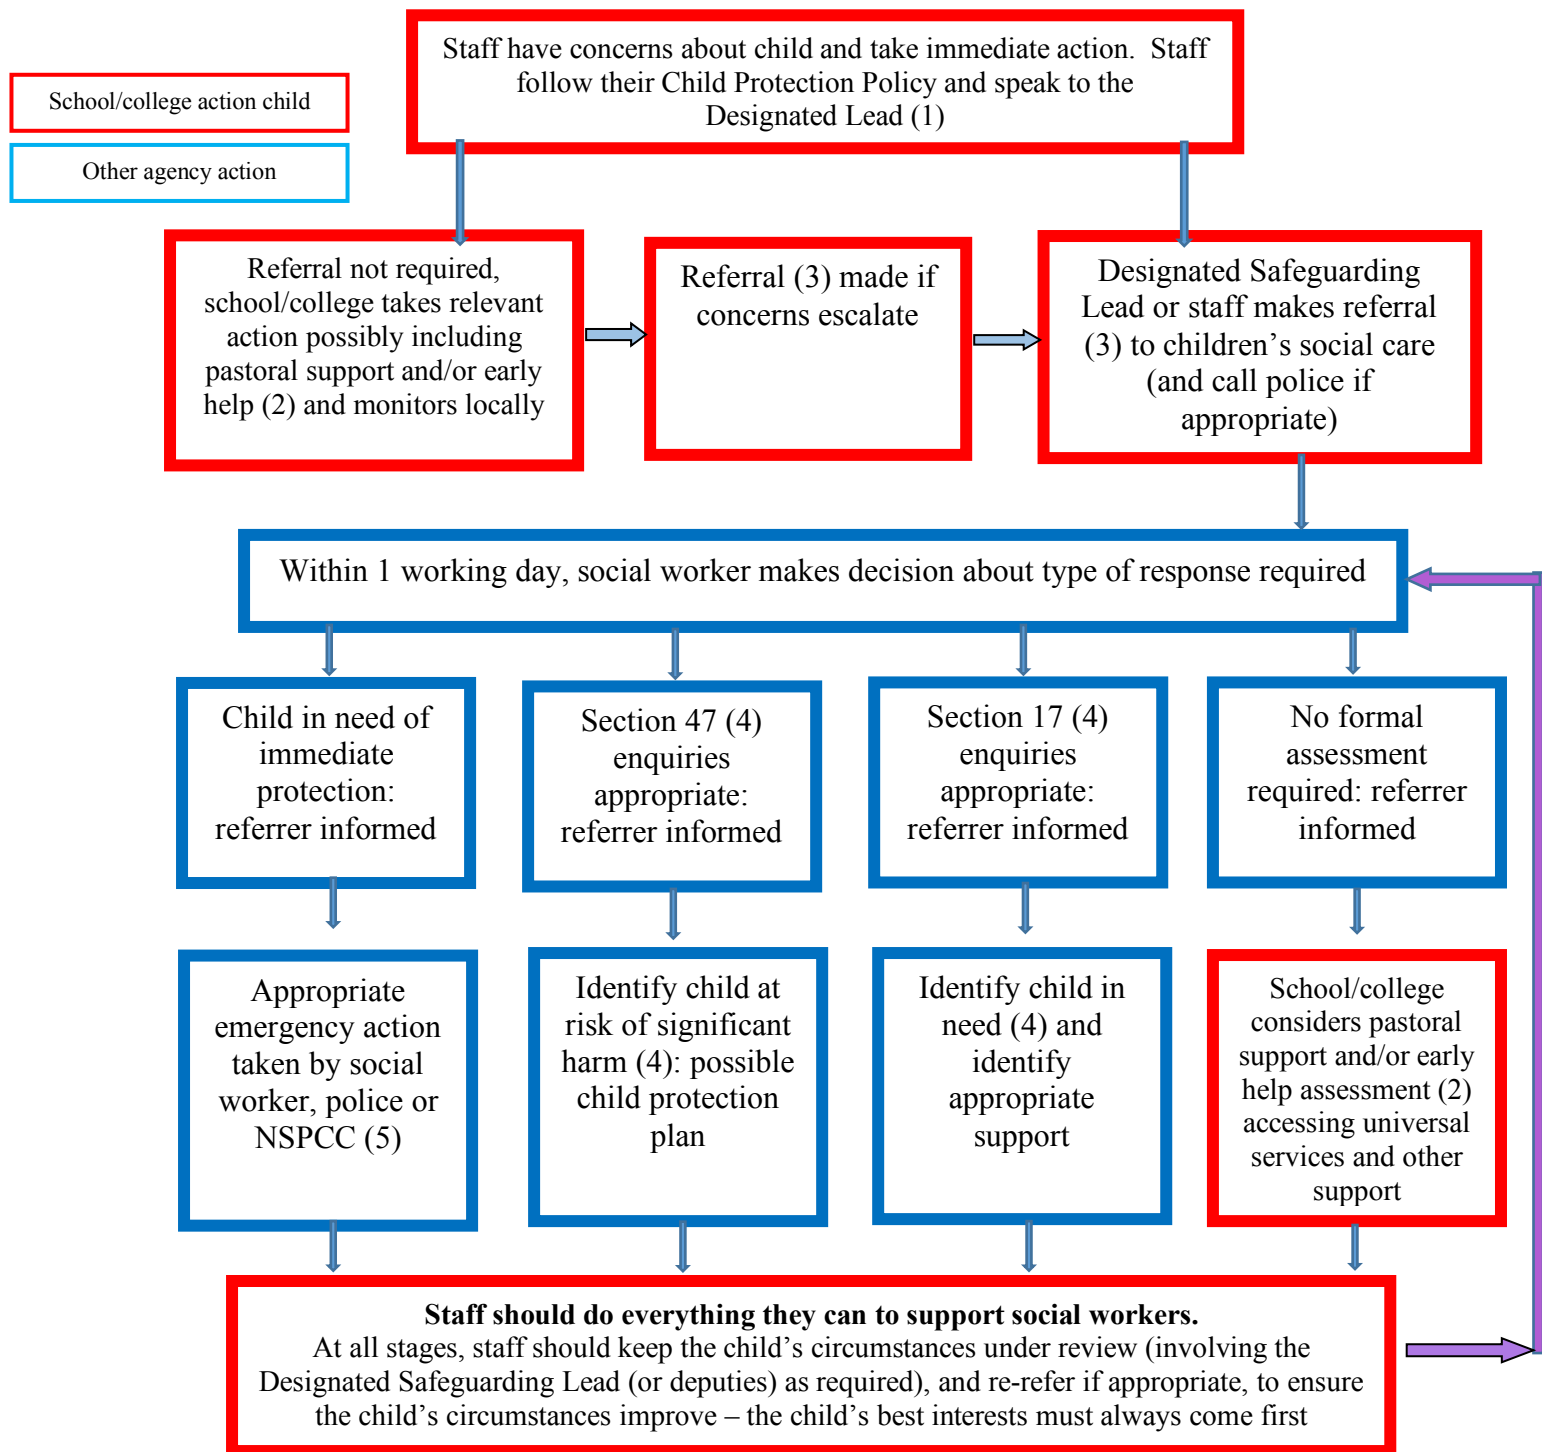 Staff have concerns about child and take immediate action.  Staff
follow their Child Protection Policy and speak to the
Designated Lead (1)
School/college action child
Other agency action
Referral not required,
school/college takes relevant
action possibly including
pastoral support and/or early
help (2) and monitors locally
Referral (3) made if
concerns escalate
Designated Safeguarding
Lead or staff makes referral
(3) to children’s social care
(and call police if
appropriate)
Within 1 working day, social worker makes decision about type of response required
Child in need of
immediate
protection:
referrer informed
Section 47 (4)
enquiries
appropriate:
referrer informed
Section 17 (4)
enquiries
appropriate:
referrer informed
No formal
assessment
required: referrer
informed
Appropriate
emergency action
taken by social
worker, police or
NSPCC (5)
Identify child at
risk of significant
harm (4): possible
child protection
plan
Identify child in
need (4) and
identify
appropriate
support
School/college
considers pastoral
support and/or early
help assessment (2)
accessing universal
services and other
support
Staff should do everything they can to support social workers.
At all stages, staff should keep the child’s circumstances under review (involving the
Designated Safeguarding Lead (or deputies) as required), and re-refer if appropriate, to ensure
the child’s circumstances improve – the child’s best interests must always come first